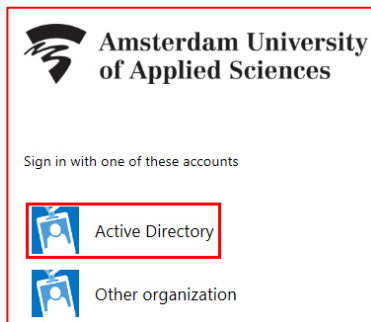 Amsterdam University
of Applied Sciences
Sign in with one of these accounts
Active Directory
Other organization